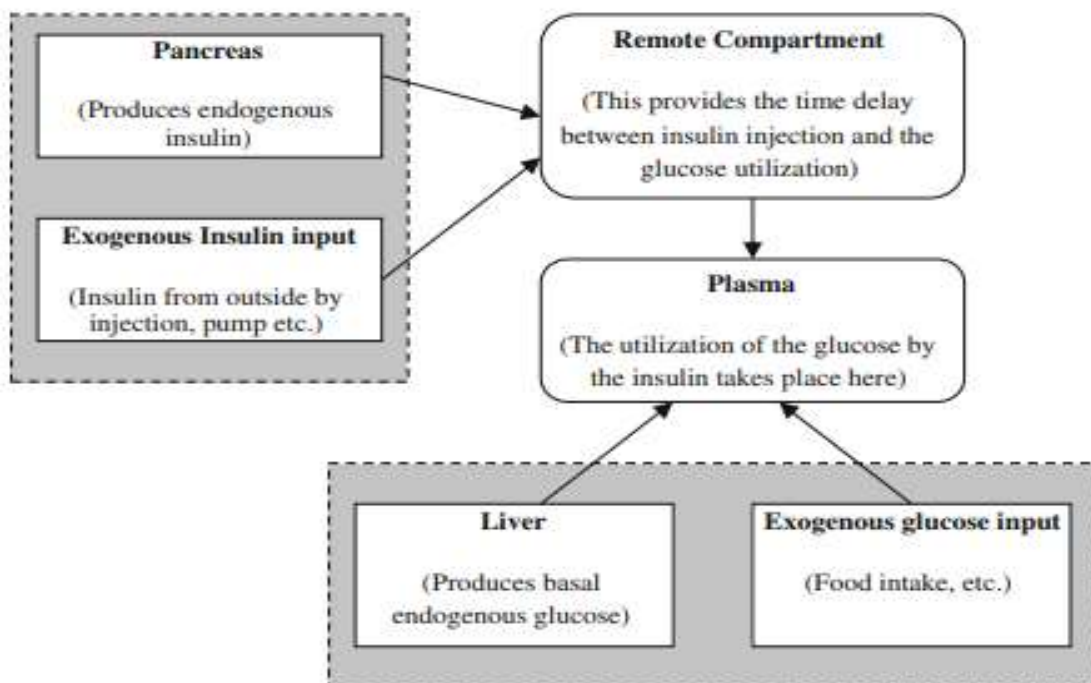 Pancreas
(Produces endogenous
insulin)
Exogenous Insulin input
(Insulin from outside by
injection, pump etc.)
Remote Compartment
(This provides the time delay
between insulin injection and the
glucose utilization)
Plasma
(The utilization of the glucose by
the insulin takes place here)
Liver
(Produces basal
endogenous glucose)
Exogenous glucose input
(Food intake, etc.)